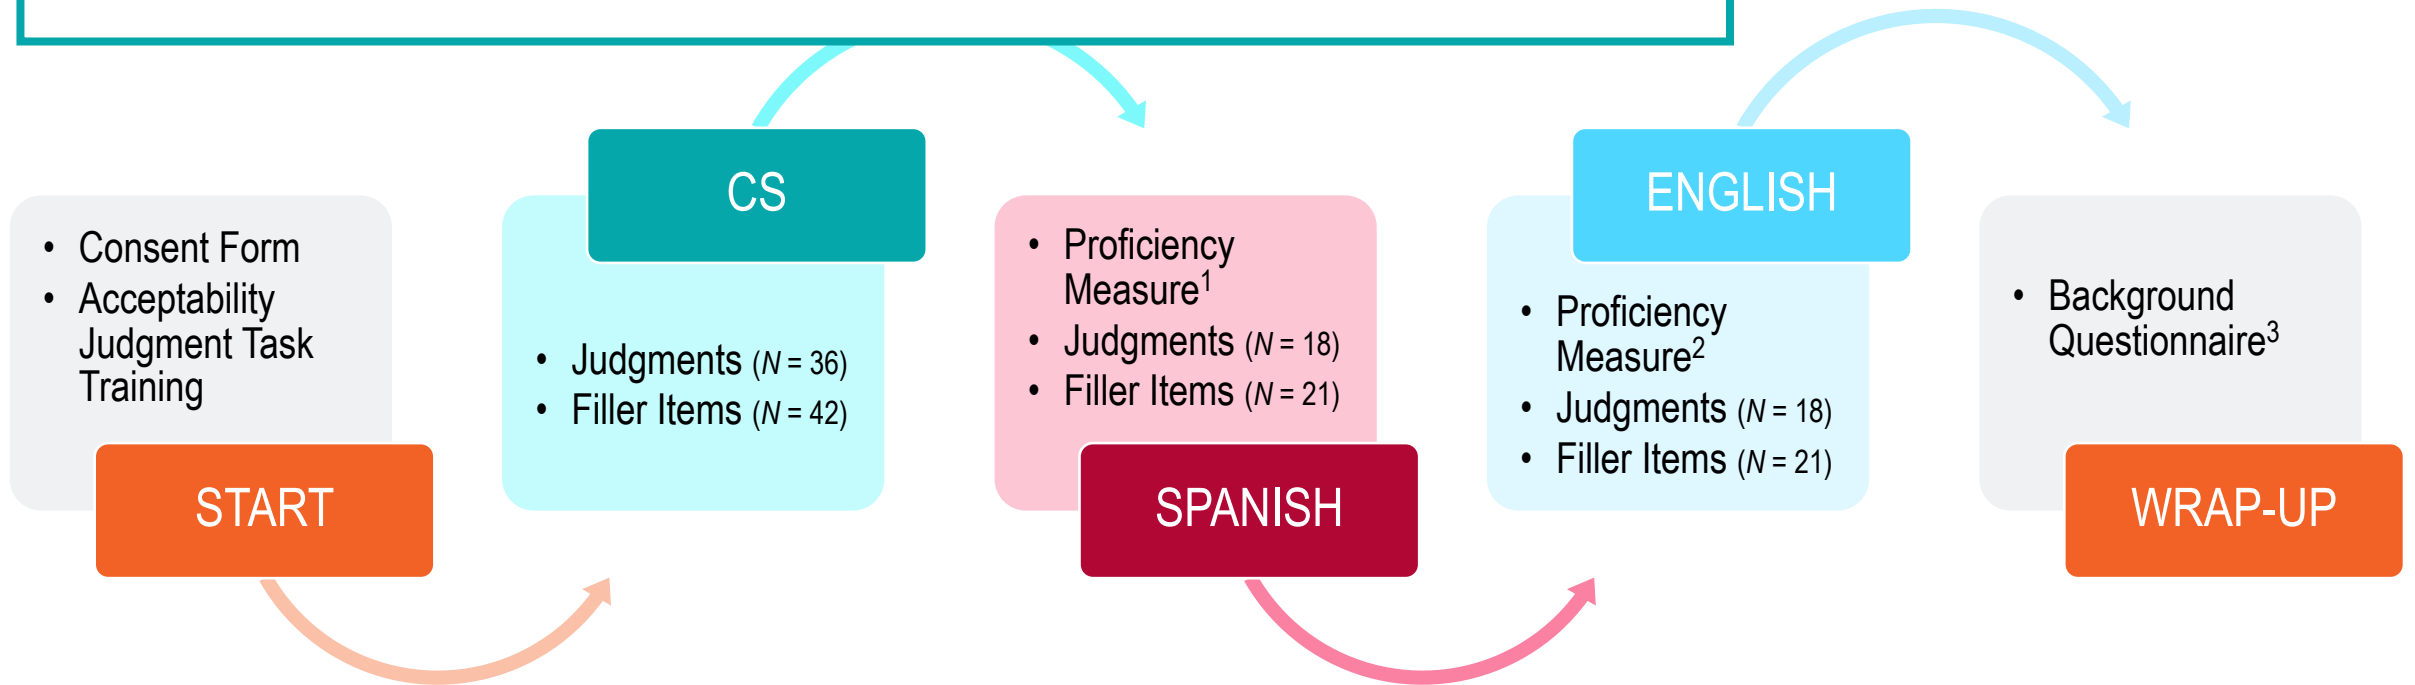 • Consent Form
• Acceptability
Judgment Task
Training
START
CS
• Judgments (N = 36)
• Filler Items (N = 42)
• Proficiency
Measure¹
• Judgments (N = 18)
• Filler Items (N = 21)
SPANISH
ENGLISH
• Proficiency
Measure²
• Judgments (N = 18)
• Filler Items (N = 21)
• Background
Questionnaire³
WRAP-UP